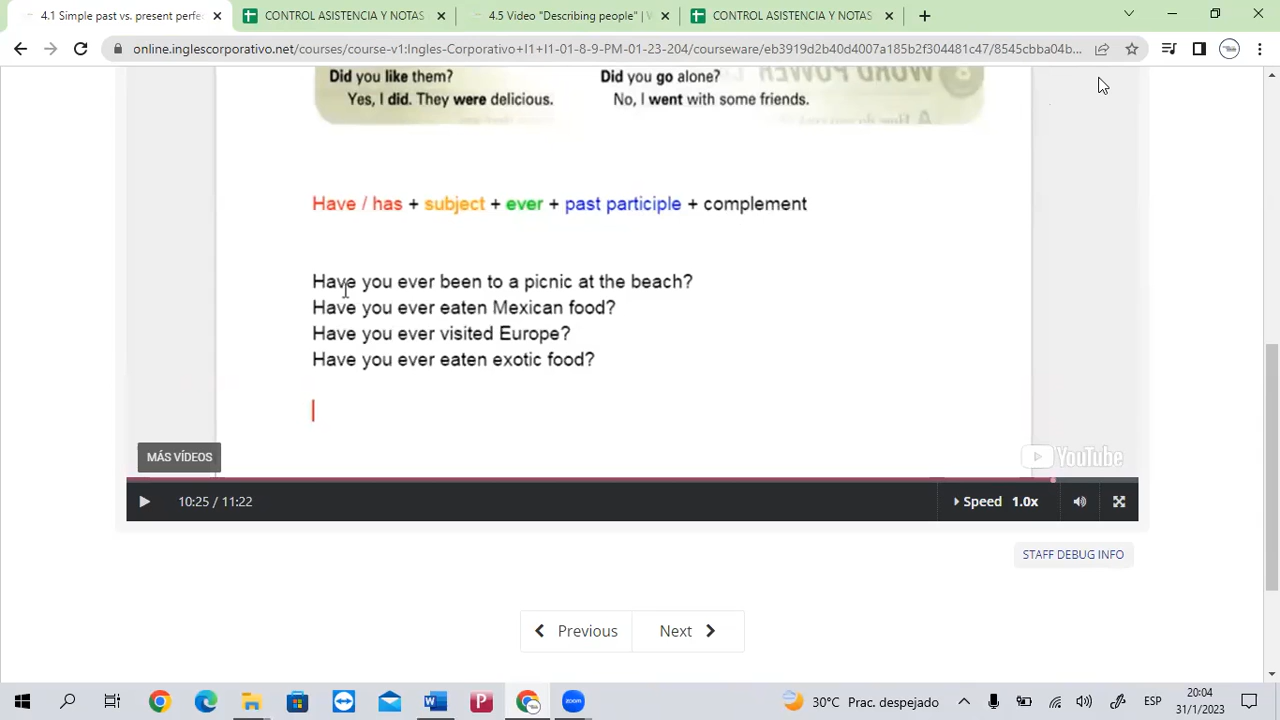 4.1 Simple past vs. present perfe
CONTROL ASISTENCIA Y NOTAS
4.5 Video "Describing people" | V
CONTROL ASISTENCIA Y NOTAS
online.inglescorporativo.net/courses/course-v1:Ingles-Corporativo+I1+I1-01-8-9-PM-01-23-204/courseware/eb3919d2b40d4007a185b2f304481c47/8545cbba04b...
Did you like them?
Did you go alone?
WORD POWER
Yes, I did. They were delicious.
No, I went with some friends.
Have / has + subject + ever + past participle + complement
Have you ever been to a picnic at the beach?
Have you ever eaten Mexican food?
Have you ever visited Europe?
Have you ever eaten exotic food?
MÁS VÍDEOS
YouTube
10:25 / 11:22
Speed 1.0x
STAFF DEBUG INFO
Previous
Next
30°C Prac. despejado
ESP
20:04
31/1/2023